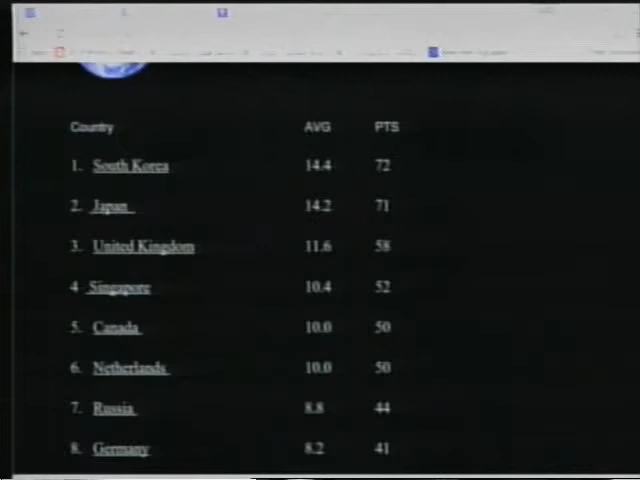 Country AVG PTS
1. South Korea 14.4 72
2. Japan 14.2 71
3. United Kingdom 11.6 58
4 Singapore 10.4 52
5. Canada 10.0 50
6. Netherlands 10.0 50
7. Russia 8.8 44
8. Germany 8.2 41